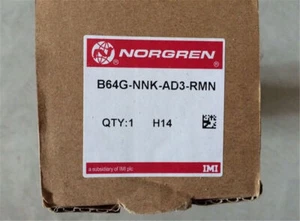 NORGREN
B64G-NNK-AD3-RMN
QTY:1 H14
a subsidiary of IMI plc
IMI